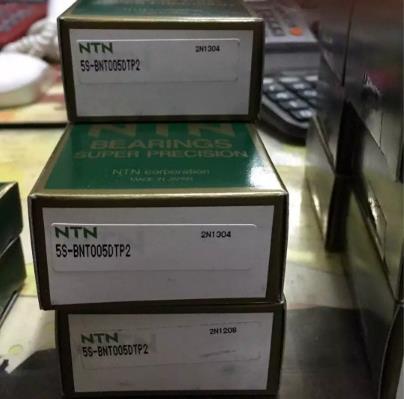 NTN 2N1304
5S-BNT005DTP2
NTN
BEARINGS
SUPER PRECISION
NTN corporation
MADE IN JAPAN
NTN 2N1304
5S-BNT005DTP2
NTN 2N1208
5S-BNT005DTP2